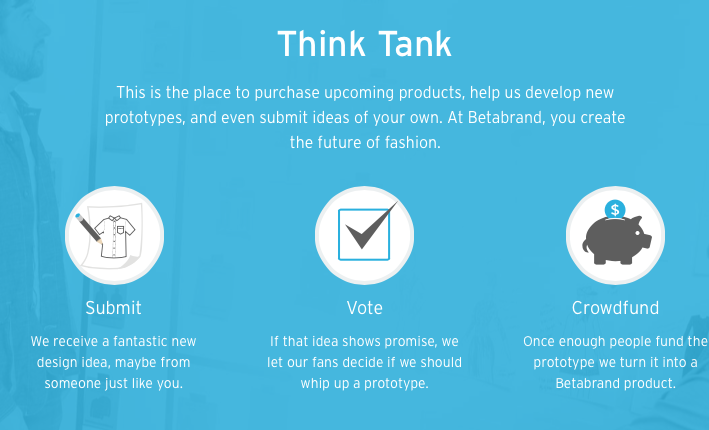 Think Tank
This is the place to purchase upcoming products, help us develop new
prototypes, and even submit ideas of your own. At Betabrand, you create
the future of fashion.
$
Submit
We receive a fantastic new
design idea, maybe from
someone just like you.
Vote
If that idea shows promise, we
let our fans decide if we should
whip up a prototype.
Crowdfund
Once enough people fund the
prototype we turn it into a
Betabrand product.